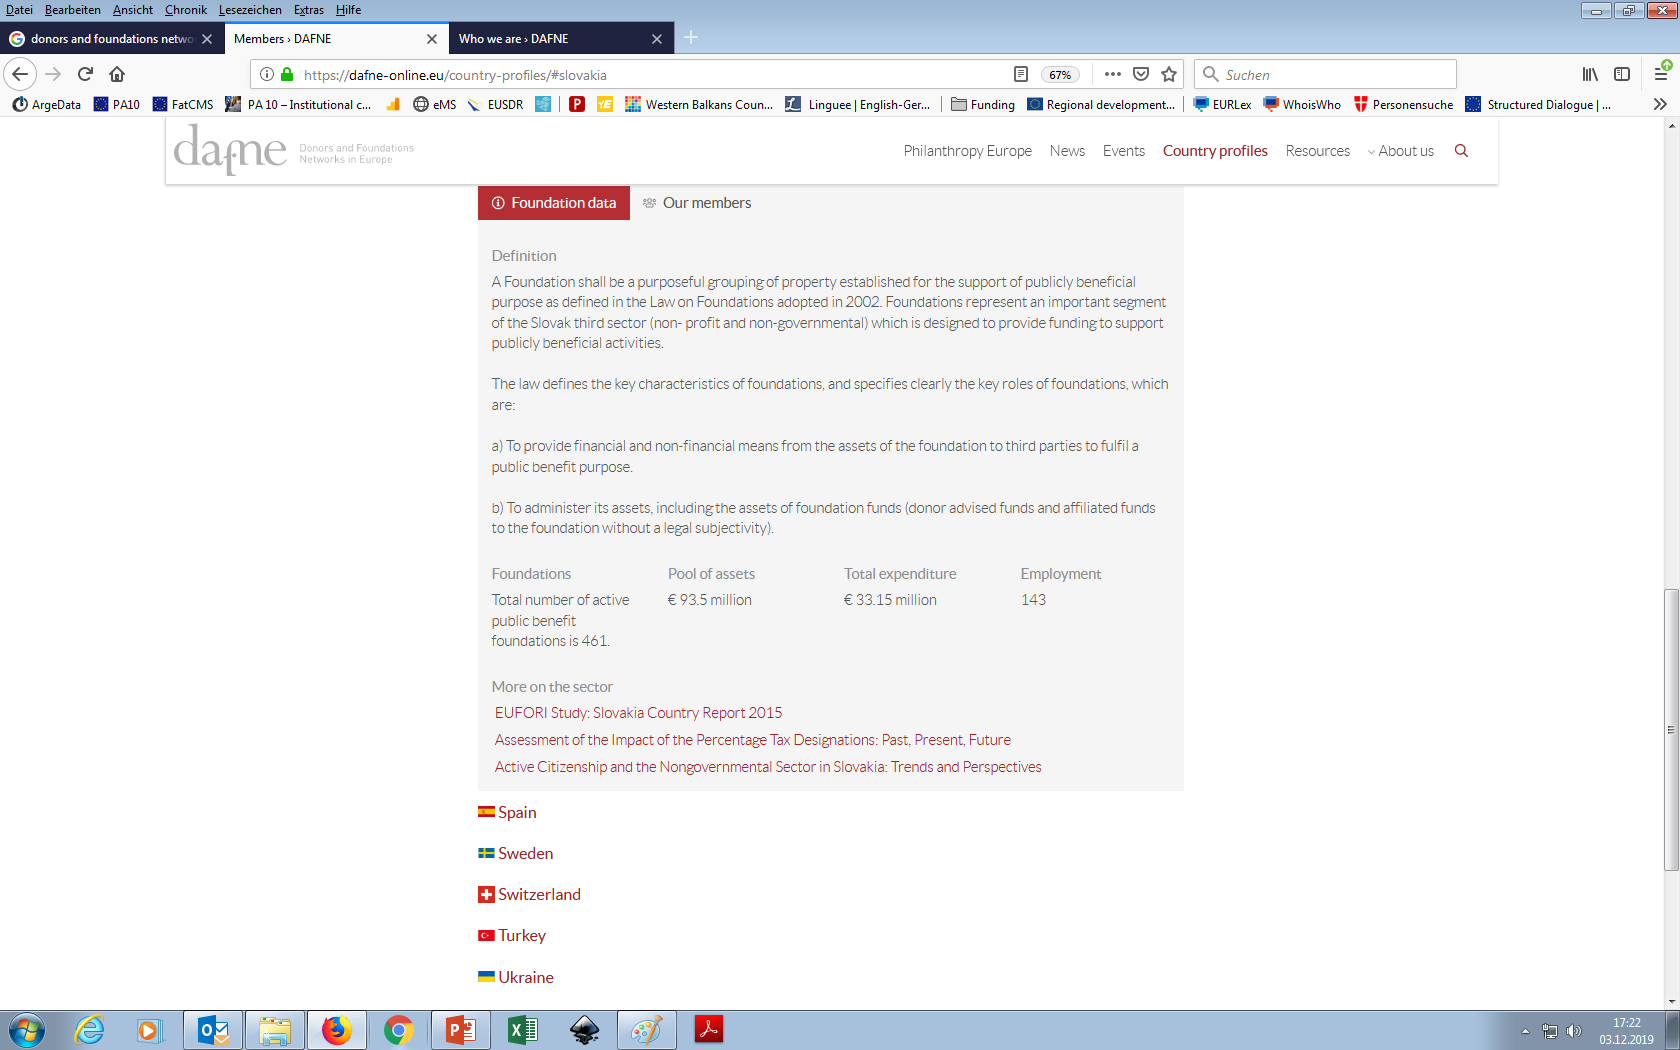 Datei Bearbeiten Ansicht Chronik Lesezeichen Extras Hilfe
donors and foundations netwo
Members › DAFNE
Who we are › DAFNE
https://dafne-online.eu/country-profiles/#slovakia
67%
Suchen
ArgeData PA10 FatCMS PA 10 – Institutional c... eMS EUSDR Western Balkans Coun... Linguee | English-Ger... Funding Regional development... EURLex WhoisWho Personensuche Structured Dialogue | ...
dafne Donors and Foundations
Networks in Europe
Philanthropy Europe News Events Country profiles Resources About us
Foundation data Our members
Definition
A Foundation shall be a purposeful grouping of property established for the support of publicly beneficial
purpose as defined in the Law on Foundations adopted in 2002. Foundations represent an important segment
of the Slovak third sector (non- profit and non-governmental) which is designed to provide funding to support
publicly beneficial activities.
The law defines the key characteristics of foundations, and specifies clearly the key roles of foundations, which
are:
a) To provide financial and non-financial means from the assets of the foundation to third parties to fulfil a
public benefit purpose.
b) To administer its assets, including the assets of foundation funds (donor advised funds and affiliated funds
to the foundation without a legal subjectivity).
Foundations Pool of assets Total expenditure Employment
Total number of active € 93.5 million € 33.15 million 143
public benefit
foundations is 461.
More on the sector
EUFORI Study: Slovakia Country Report 2015
Assessment of the Impact of the Percentage Tax Designations: Past, Present, Future
Active Citizenship and the Nongovernmental Sector in Slovakia: Trends and Perspectives
Spain
Sweden
Switzerland
Turkey
Ukraine
17:22
03.12.2019